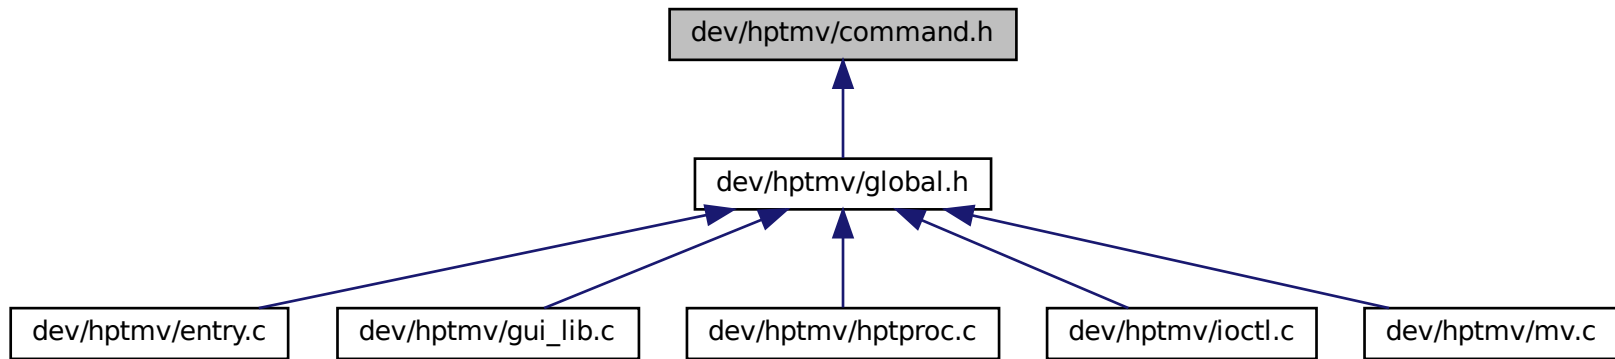 dev/hptmv/command.h
dev/hptmv/global.h
dev/hptmv/entry.c
dev/hptmv/gui_lib.c
dev/hptmv/hptproc.c
dev/hptmv/ioctl.c
dev/hptmv/mv.c